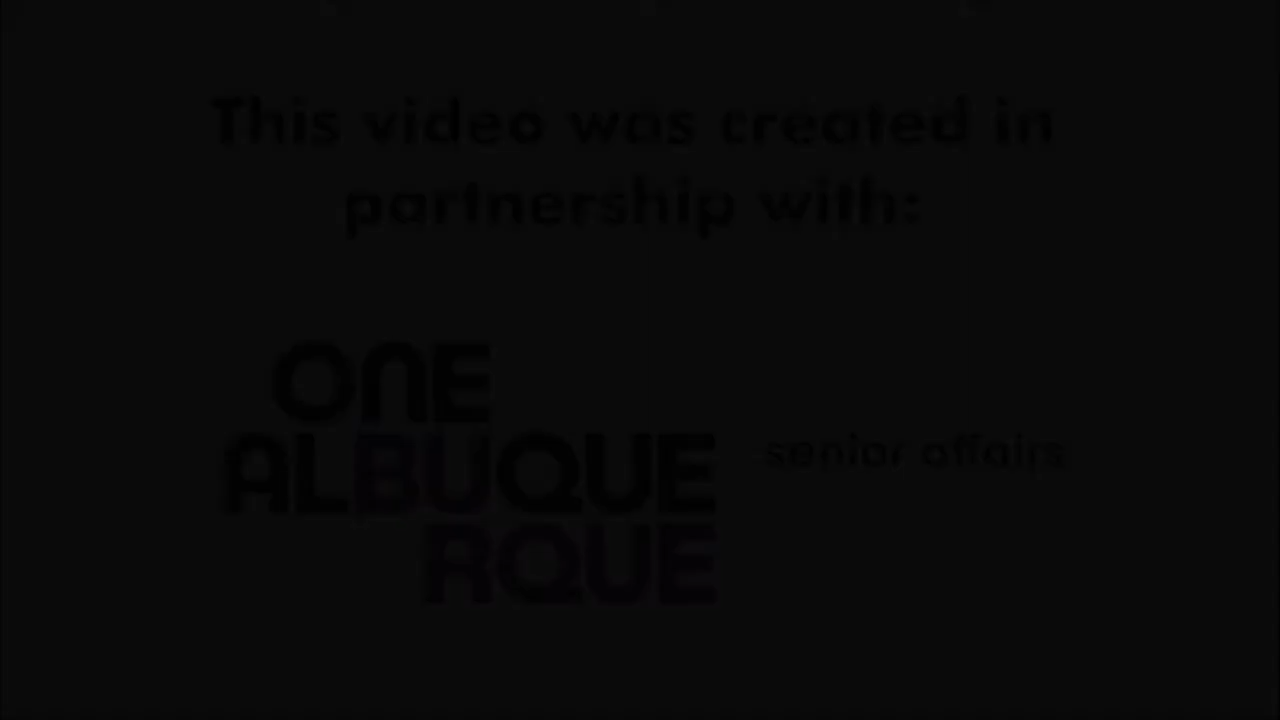 This video was created in
partnership with:
ONE
ALBUQUE
RQUE
senior affairs